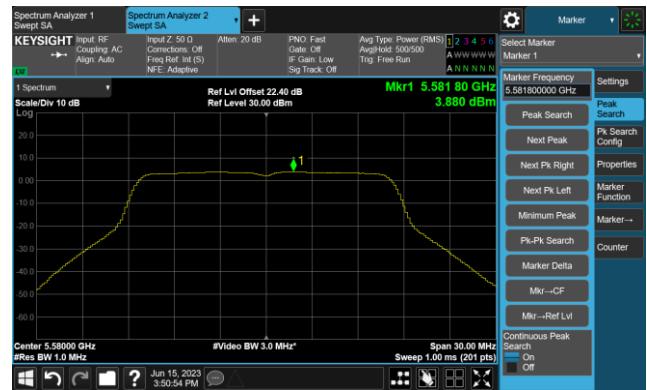 Spectrum Analyzer 1
Swept SA
Spectrum Analyzer 2
Swept SA
+
Marker
KEYSIGHT
Input: RF
Coupling: AC
Align: Auto
Input Z: 50 Ω
Corrections: Off
Freq Ref: Int (S)
NFE: Adaptive
Atten: 20 dB
PNO: Fast
Gate: Off
IF Gain: Low
Sig Track: Off
Avg Type: Power (RMS)
Avg|Hold: 500/500
Trig: Free Run
1 2 3 4 5 6
A W W W W W
A N N N N N
Select Marker
Marker 1
1 Spectrum
Scale/Div 10 dB
Log
Ref Lvl Offset 22.40 dB
Ref Level 30.00 dBm
Mkr1 5.581 80 GHz
3.880 dBm
20.0
10.0
0.00
-10.0
-20.0
-30.0
-40.0
-50.0
-60.0
1
Center 5.58000 GHz
#Res BW 1.0 MHz
#Video BW 3.0 MHz*
Span 30.00 MHz
Sweep 1.00 ms (201 pts)
Marker Frequency
5.581800000 GHz
Peak Search
Next Peak
Next Pk Right
Next Pk Left
Minimum Peak
Pk-Pk Search
Marker Delta
Mkr→CF
Mkr→Ref Lvl
Continuous Peak
Search
On
Off
Settings
Peak
Search
Pk Search
Config
Properties
Marker
Function
Marker→
Counter
?
Jun 15, 2023
3:50:54 PM